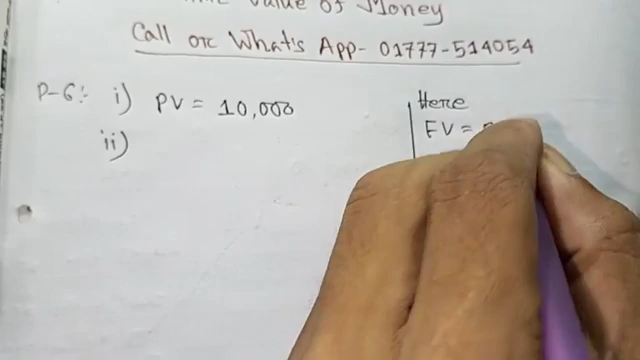 Value of Money
Call or What's App- 01777-514054
P-6:- i) PV = 10,000
ii)
Here
FV =